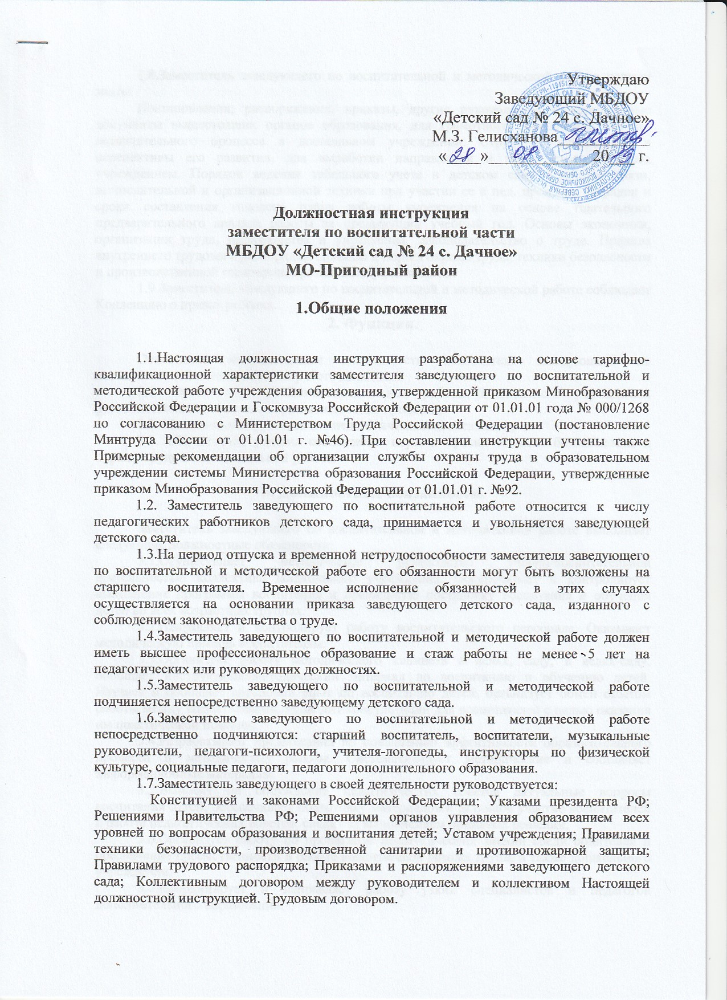 Утверждаю
Заведующий МБДОУ
«Детский сад № 24 с. Дачное»
М.З. Гелисханова
« 28 » 08 2019 г.
Должностная инструкция
заместителя по воспитательной части
МБДОУ «Детский сад № 24 с. Дачное»
МО-Пригодный район
1.Общие положения
1.1.Настоящая должностная инструкция разработана на основе тарифно-
квалификационной характеристики заместителя заведующего по воспитательной и
методической работе учреждения образования, утвержденной приказом Минобразования
Российской Федерации и Госкомвуза Российской Федерации от 01.01.01 года № 000/1268
по согласованию с Министерством Труда Российской Федерации (постановление
Минтруда России от 01.01.01 г. №46). При составлении инструкции учтены также
Примерные рекомендации об организации службы охраны труда в образовательном
учреждении системы Министерства образования Российской Федерации, утвержденные
приказом Минобразования Российской Федерации от 01.01.01 г. №92.
1.2. Заместитель заведующего по воспитательной работе относится к числу
педагогических работников детского сада, принимается и увольняется заведующей
детского сада.
1.3.На период отпуска и временной нетрудоспособности заместителя заведующего
по воспитательной и методической работе его обязанности могут быть возложены на
старшего воспитателя. Временное исполнение обязанностей в этих случаях
осуществляется на основании приказа заведующего детского сада, изданного с
соблюдением законодательства о труде.
1.4.Заместитель заведующего по воспитательной и методической работе должен
иметь высшее профессиональное образование и стаж работы не менее 5 лет на
педагогических или руководящих должностях.
1.5.Заместитель заведующего по воспитательной и методической работе
подчиняется непосредственно заведующему детского сада.
1.6.Заместителю заведующего по воспитательной и методической работе
непосредственно подчиняются: старший воспитатель, воспитатели, музыкальные
руководители, педагоги-психологи, учителя-логопеды, инструкторы по физической
культуре, социальные педагоги, педагоги дополнительного образования.
1.7.Заместитель заведующего в своей деятельности руководствуется:
Конституцией и законами Российской Федерации; Указами президента РФ;
Решениями Правительства РФ; Решениями органов управления образованием всех
уровней по вопросам образования и воспитания детей; Уставом учреждения; Правилами
техники безопасности, производственной санитарии и противопожарной защиты;
Правилами трудового распорядка; Приказами и распоряжениями заведующего детского
сада; Коллективным договором между руководителем и коллективом Настоящей
должностной инструкцией. Трудовым договором.